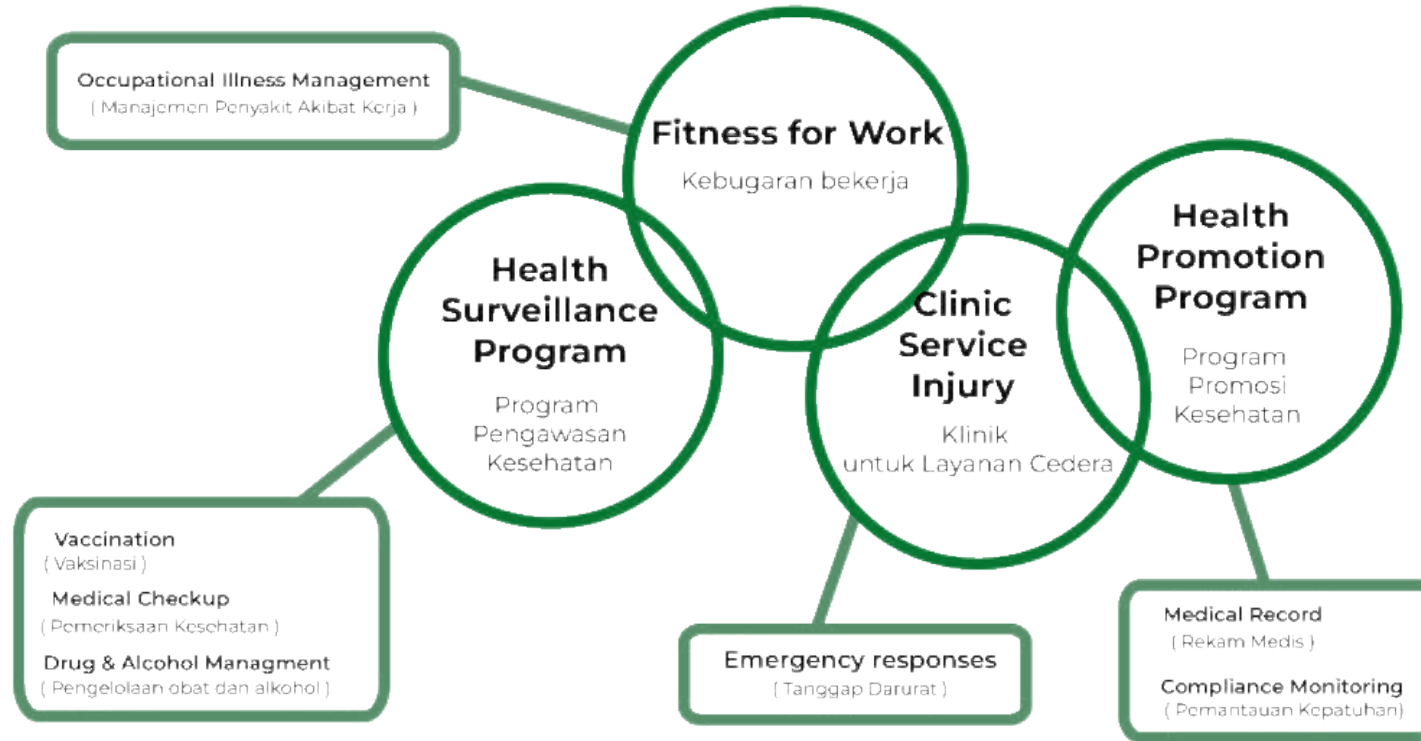 Occupational Illness Management
( Manajemen Penyakit Akibat Kerja )
Fitness for Work
Kebugaran bekerja
Health
Surveillance
Program
Program
Pengawasan
Kesehatan
Clinic
Service
Injury
Klinik
untuk Layanan Cedera
Health
Promotion
Program
Program
Promosi
Kesehatan
Vaccination
( Vaksinasi )
Medical Checkup
( Pemeriksaan Kesehatan )
Drug & Alcohol Managment
( Pengelolaan obat dan alkohol )
Emergency responses
( Tanggap Darurat )
Medical Record
( Rekam Medis )
Compliance Monitoring
( Pemantauan Kepatuhan)